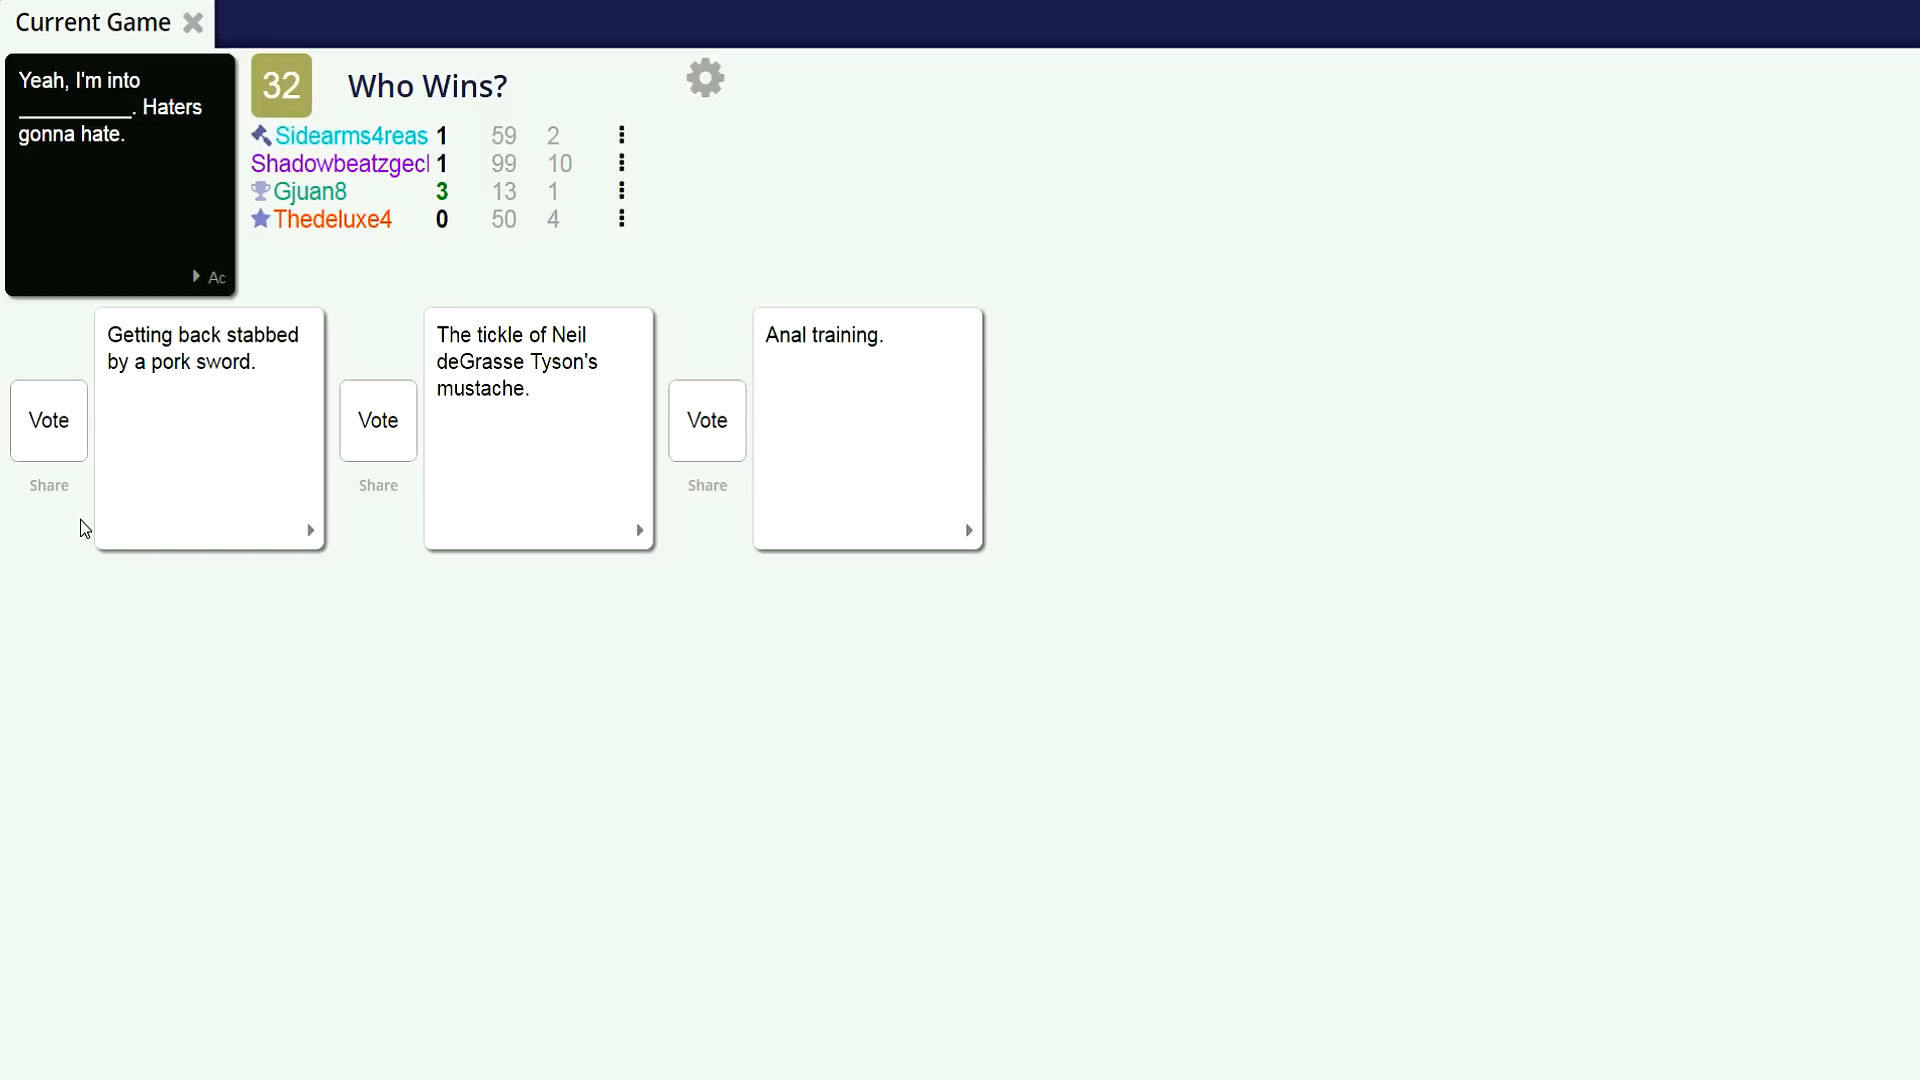 Current Game
Yeah, I'm into
__________. Haters
gonna hate.
Ac
32
Who Wins?
Sidearms4reas 1 59 2
Shadowbeatzgecl 1 99 10
Gjuan8 3 13 1
Thedeluxe4 0 50 4
Vote
Share
Getting back stabbed
by a pork sword.
Vote
Share
The tickle of Neil
deGrasse Tyson's
mustache.
Vote
Share
Anal training.